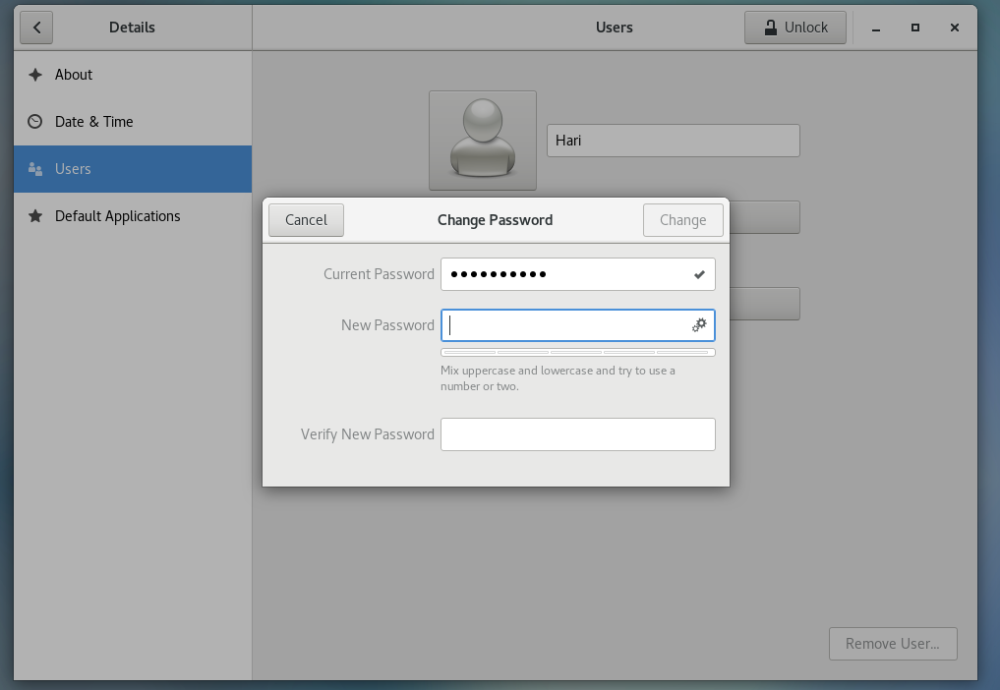 Details
Users
Unlock
About
Date & Time
Users
Default Applications
Hari
Cancel
Change Password
Change
Current Password
New Password
Mix uppercase and lowercase and try to use a
number or two.
Verify New Password
Remove User...